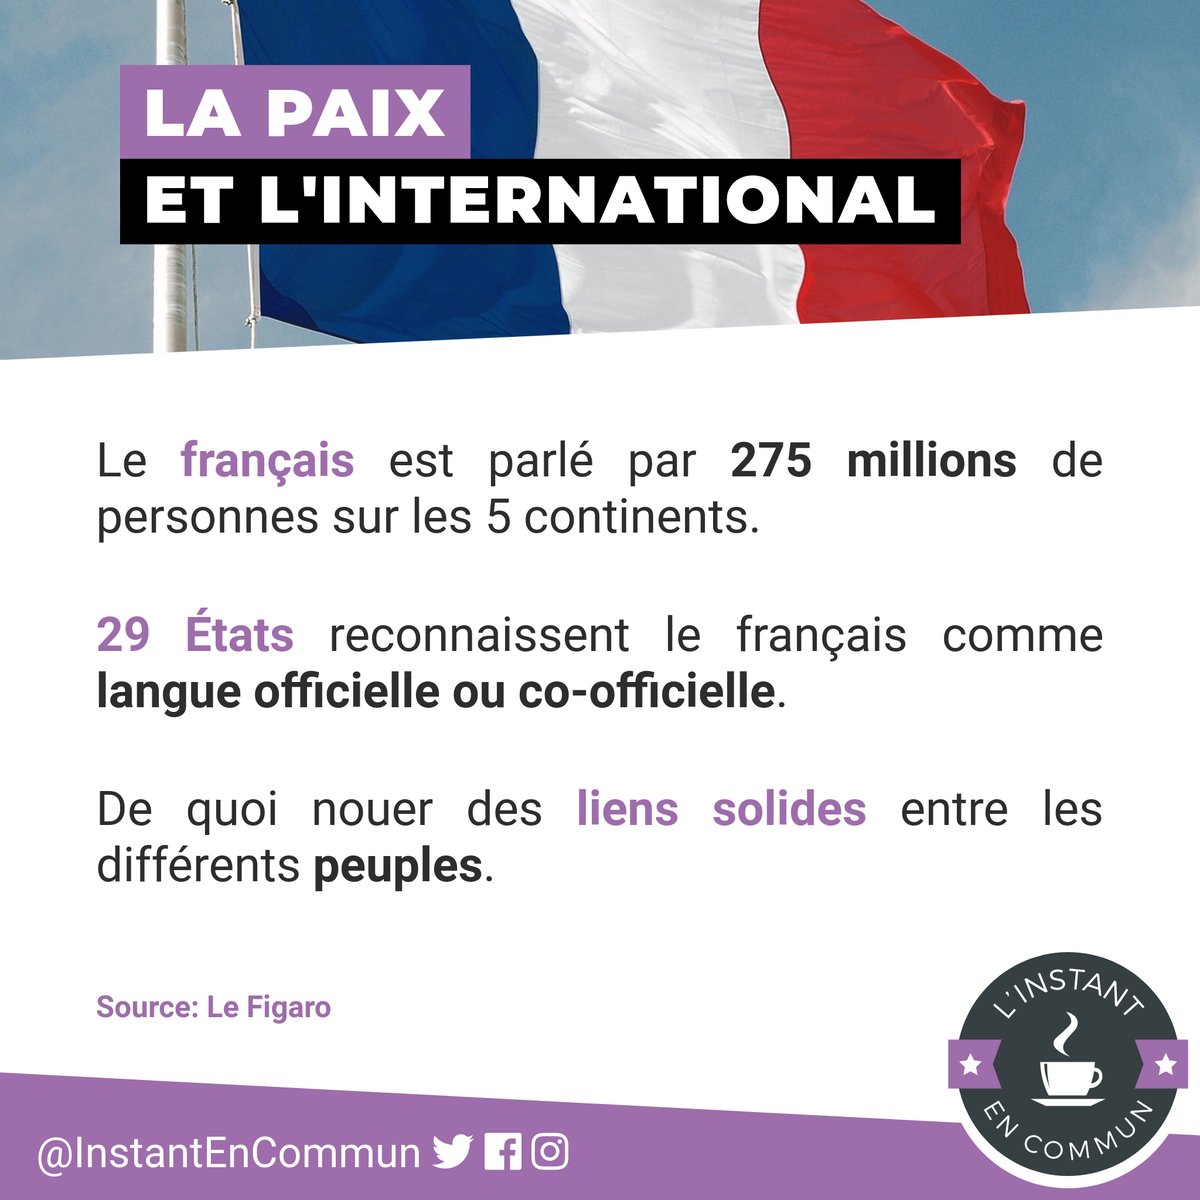 LA PAIX
ET L'INTERNATIONAL
Le français est parlé par 275 millions de
personnes sur les 5 continents.
29 États reconnaissent le français comme
langue officielle ou co-officielle.
De quoi nouer des liens solides entre les
différents peuples.
Source: Le Figaro
L'INSTANT
EN COMMUN
@InstantEnCommun